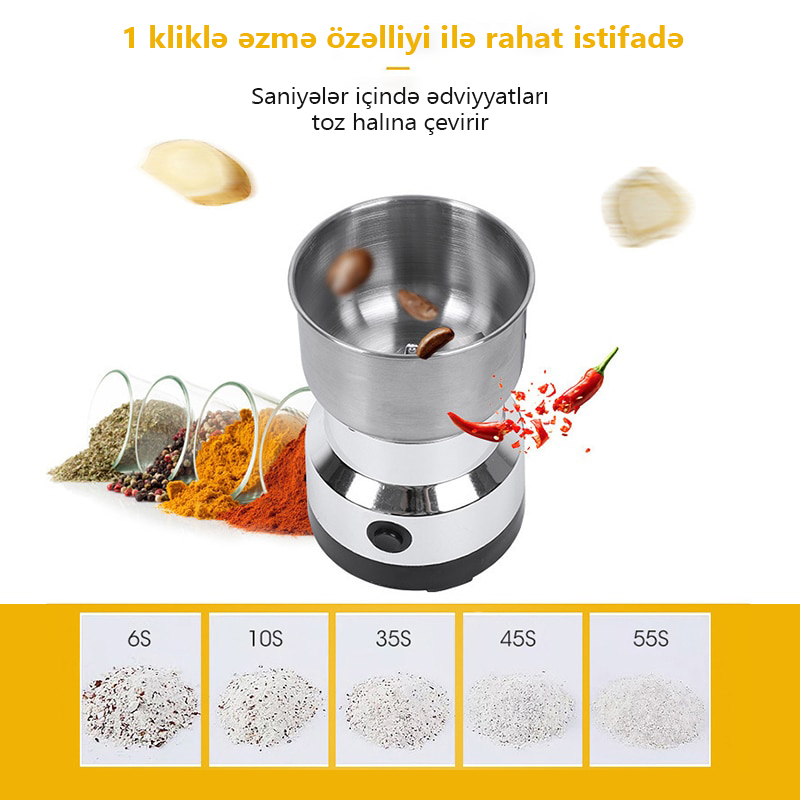 1 kliklə əzmə özəlliyi ilə rahat istifadə
Saniyələr içində ədviyyatları
toz halına çevirir
6S
10S
35S
45S
55S